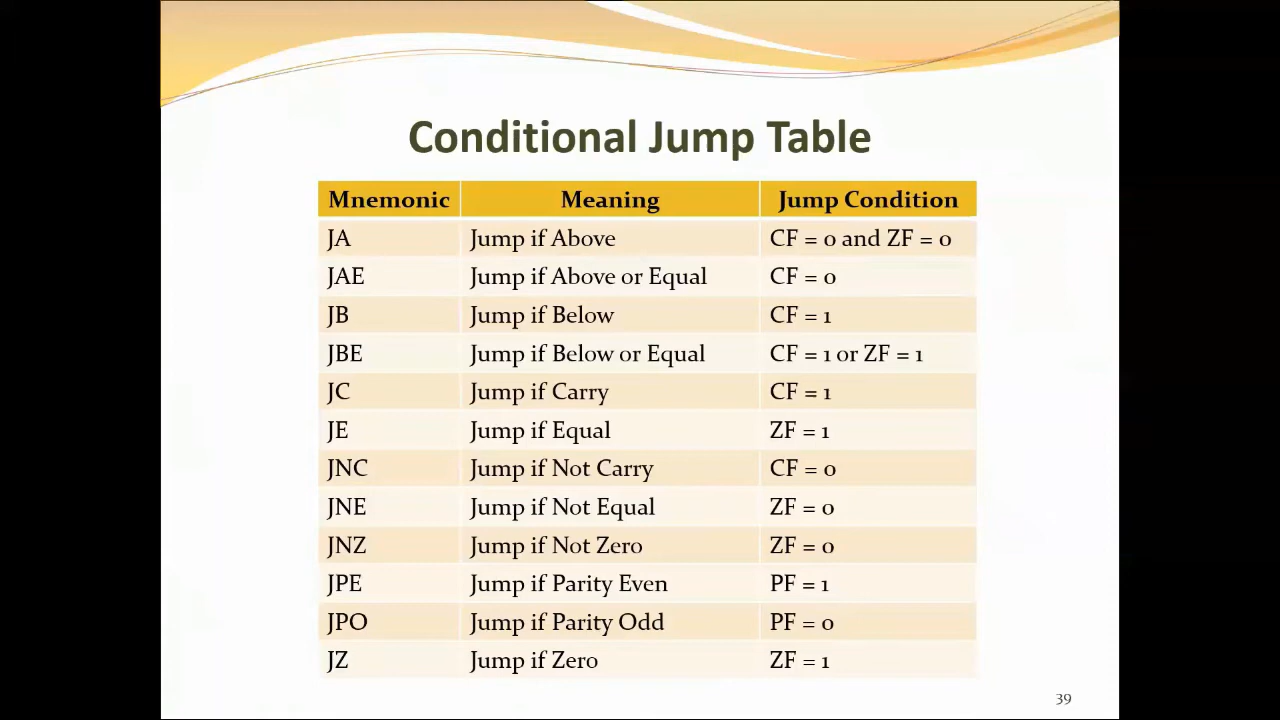 Conditional Jump Table
Mnemonic Meaning Jump Condition
JA Jump if Above CF = 0 and ZF = 0
JAE Jump if Above or Equal CF = 0
JB Jump if Below CF = 1
JBE Jump if Below or Equal CF = 1 or ZF = 1
JC Jump if Carry CF = 1
JE Jump if Equal ZF = 1
JNC Jump if Not Carry CF = 0
JNE Jump if Not Equal ZF = 0
JNZ Jump if Not Zero ZF = 0
JPE Jump if Parity Even PF = 1
JPO Jump if Parity Odd PF = 0
JZ Jump if Zero ZF = 1
39